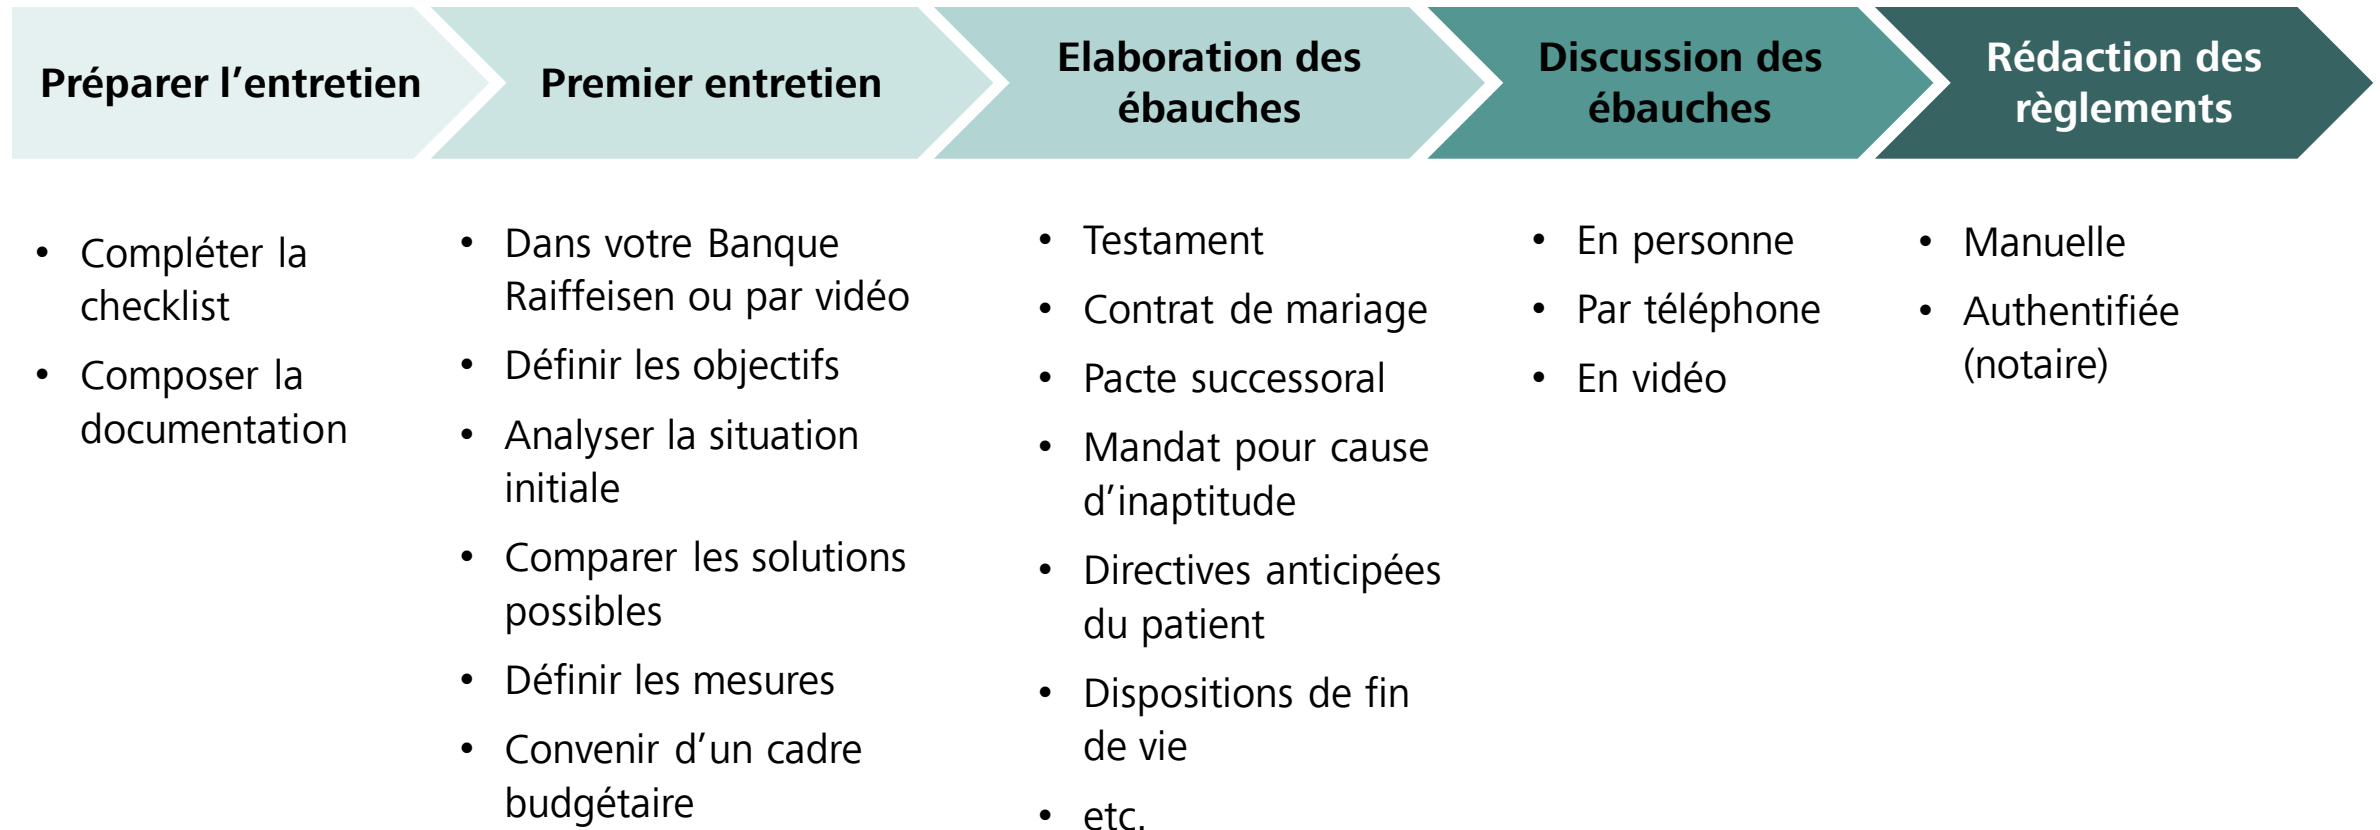 Préparer l’entretien
Premier entretien
Elaboration des
ébauches
Discussion des
ébauches
Rédaction des
règlements
• Compléter la
checklist
• Composer la
documentation
• Dans votre Banque
Raiffeisen ou par vidéo
• Définir les objectifs
• Analyser la situation
initiale
• Comparer les solutions
possibles
• Définir les mesures
• Convenir d’un cadre
budgétaire
• Testament
• Contrat de mariage
• Pacte successoral
• Mandat pour cause
d’inaptitude
• Directives anticipées
du patient
• Dispositions de fin
de vie
• etc.
• En personne
• Par téléphone
• En vidéo
• Manuelle
• Authentifiée
(notaire)